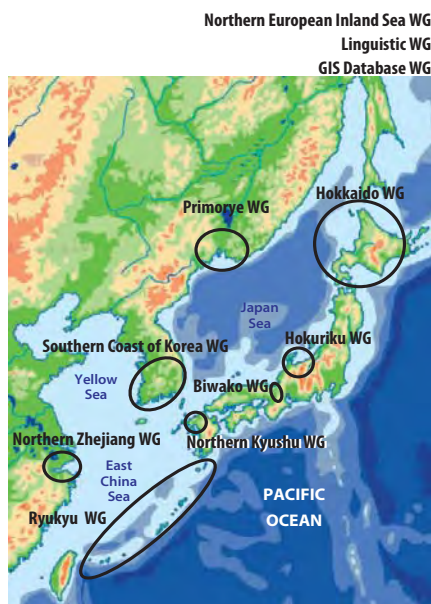 Northern European Inland Sea WG
Linguistic WG
GIS Database WG
Hokkaido WG
Primorye WG
Japan
Sea
Hokuriku WG
Southern Coast of Korea WG
Biwako WG
Yellow
Sea
Northern Kyushu WG
Northern Zhejiang WG
East
China
Sea
PACIFIC
OCEAN
Ryukyu WG